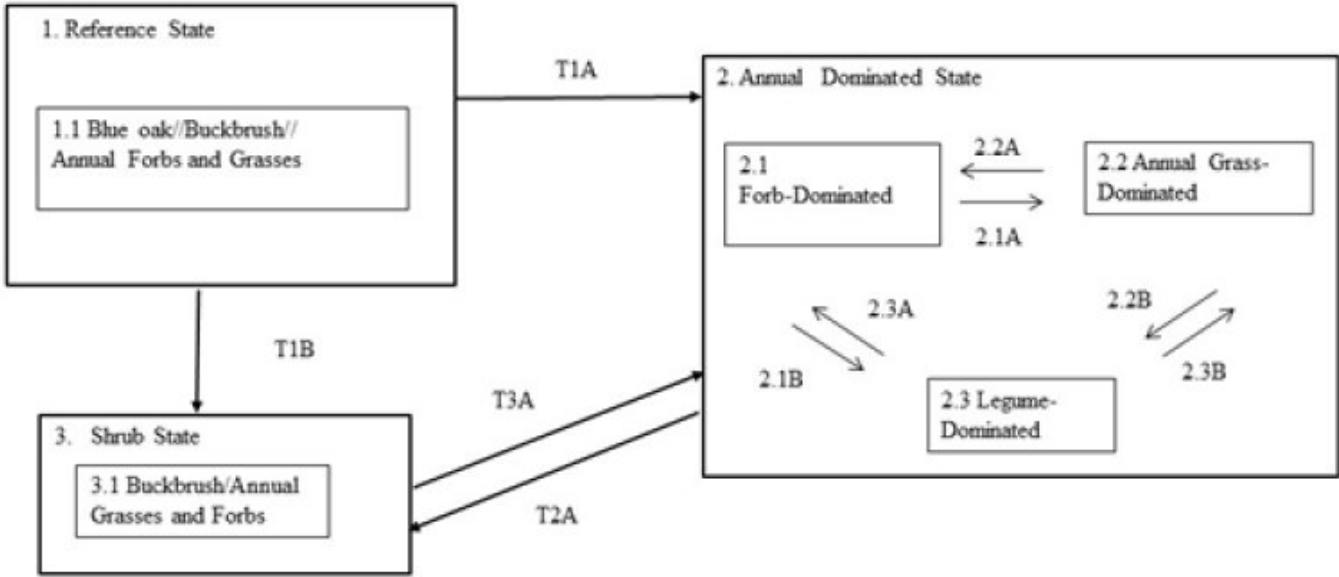 1. Reference State
1.1 Blue oak//Buckbrush//
Annual Forbs and Grasses
T1A
2. Annual Dominated State
2.1
Forb-Dominated
2.2A
2.1A
2.2 Annual Grass-
Dominated
2.3A
2.1B
2.2B
2.3B
2.3 Legume-
Dominated
T1B
T3A
T2A
3. Shrub State
3.1 Buckbrush/Annual
Grasses and Forbs